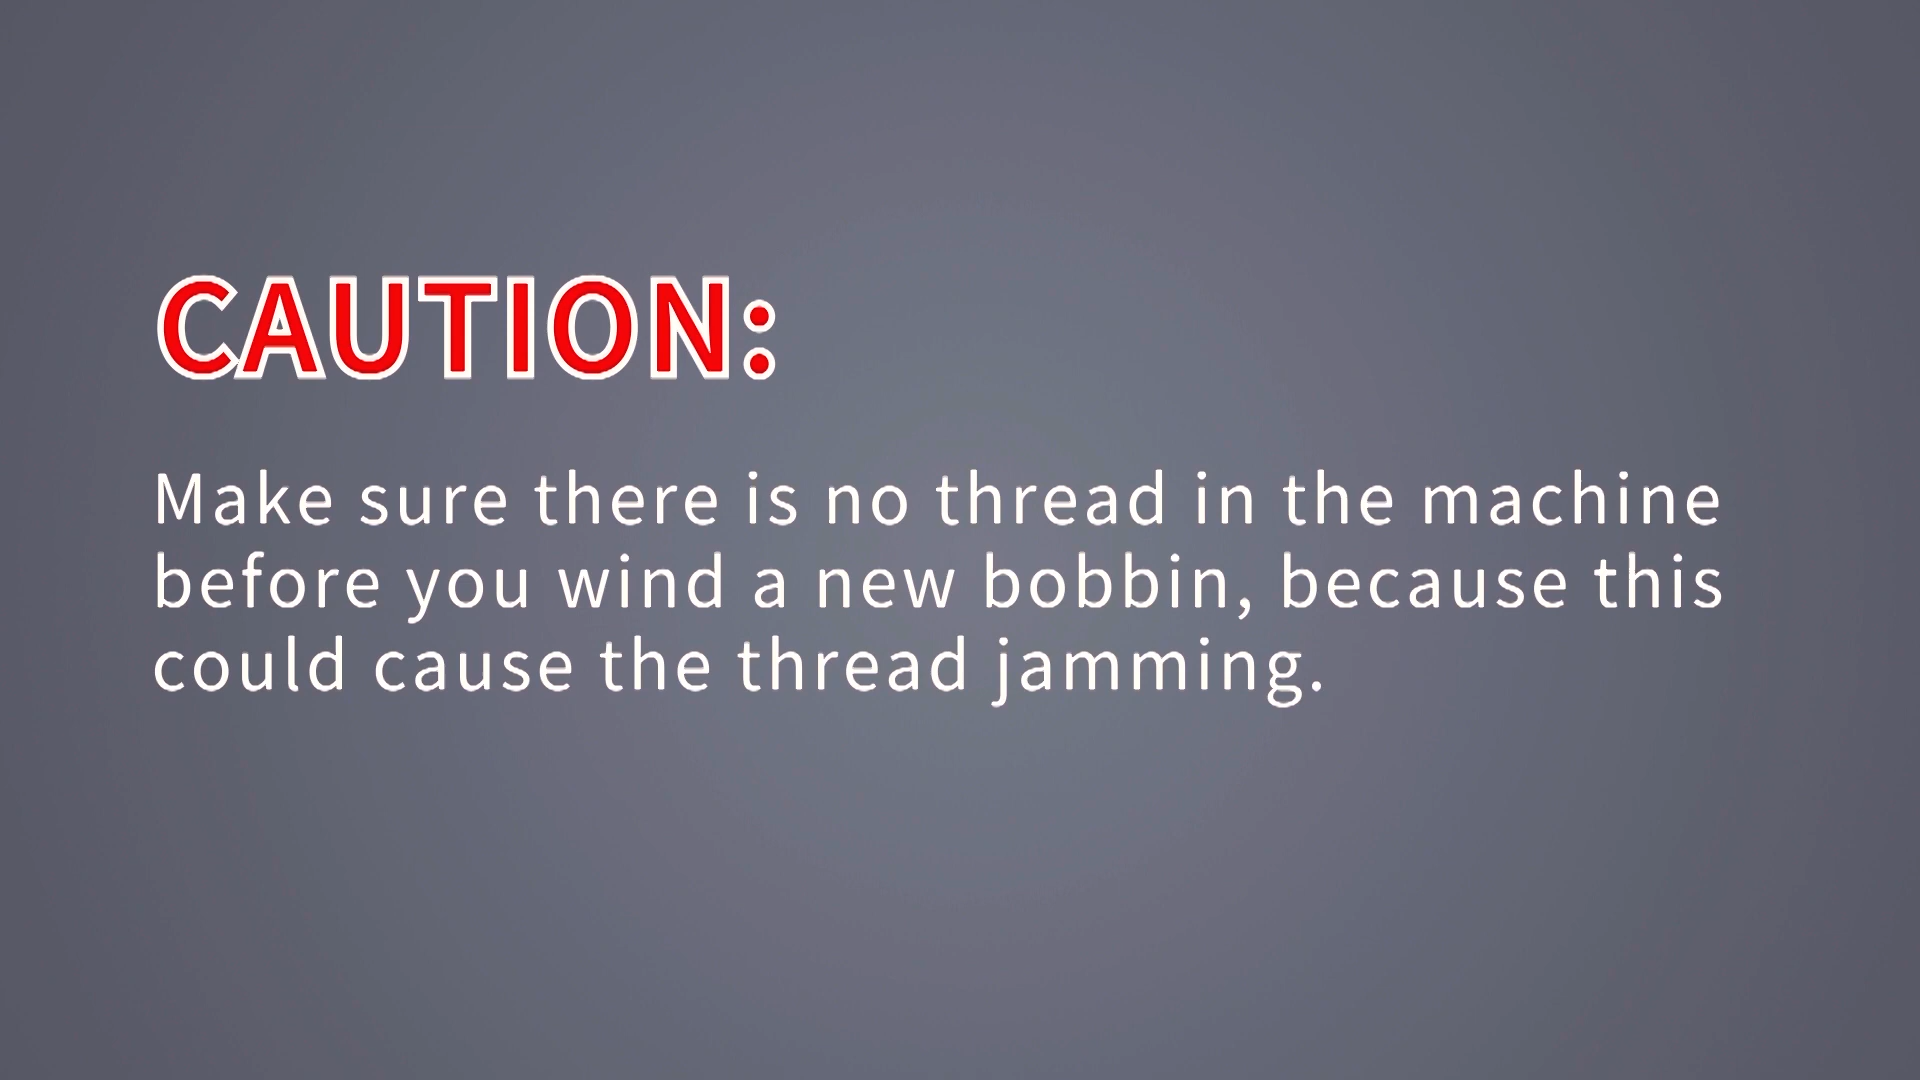 CAUTION:
Make sure there is no thread in the machine
before you wind a new bobbin, because this
could cause the thread jamming.